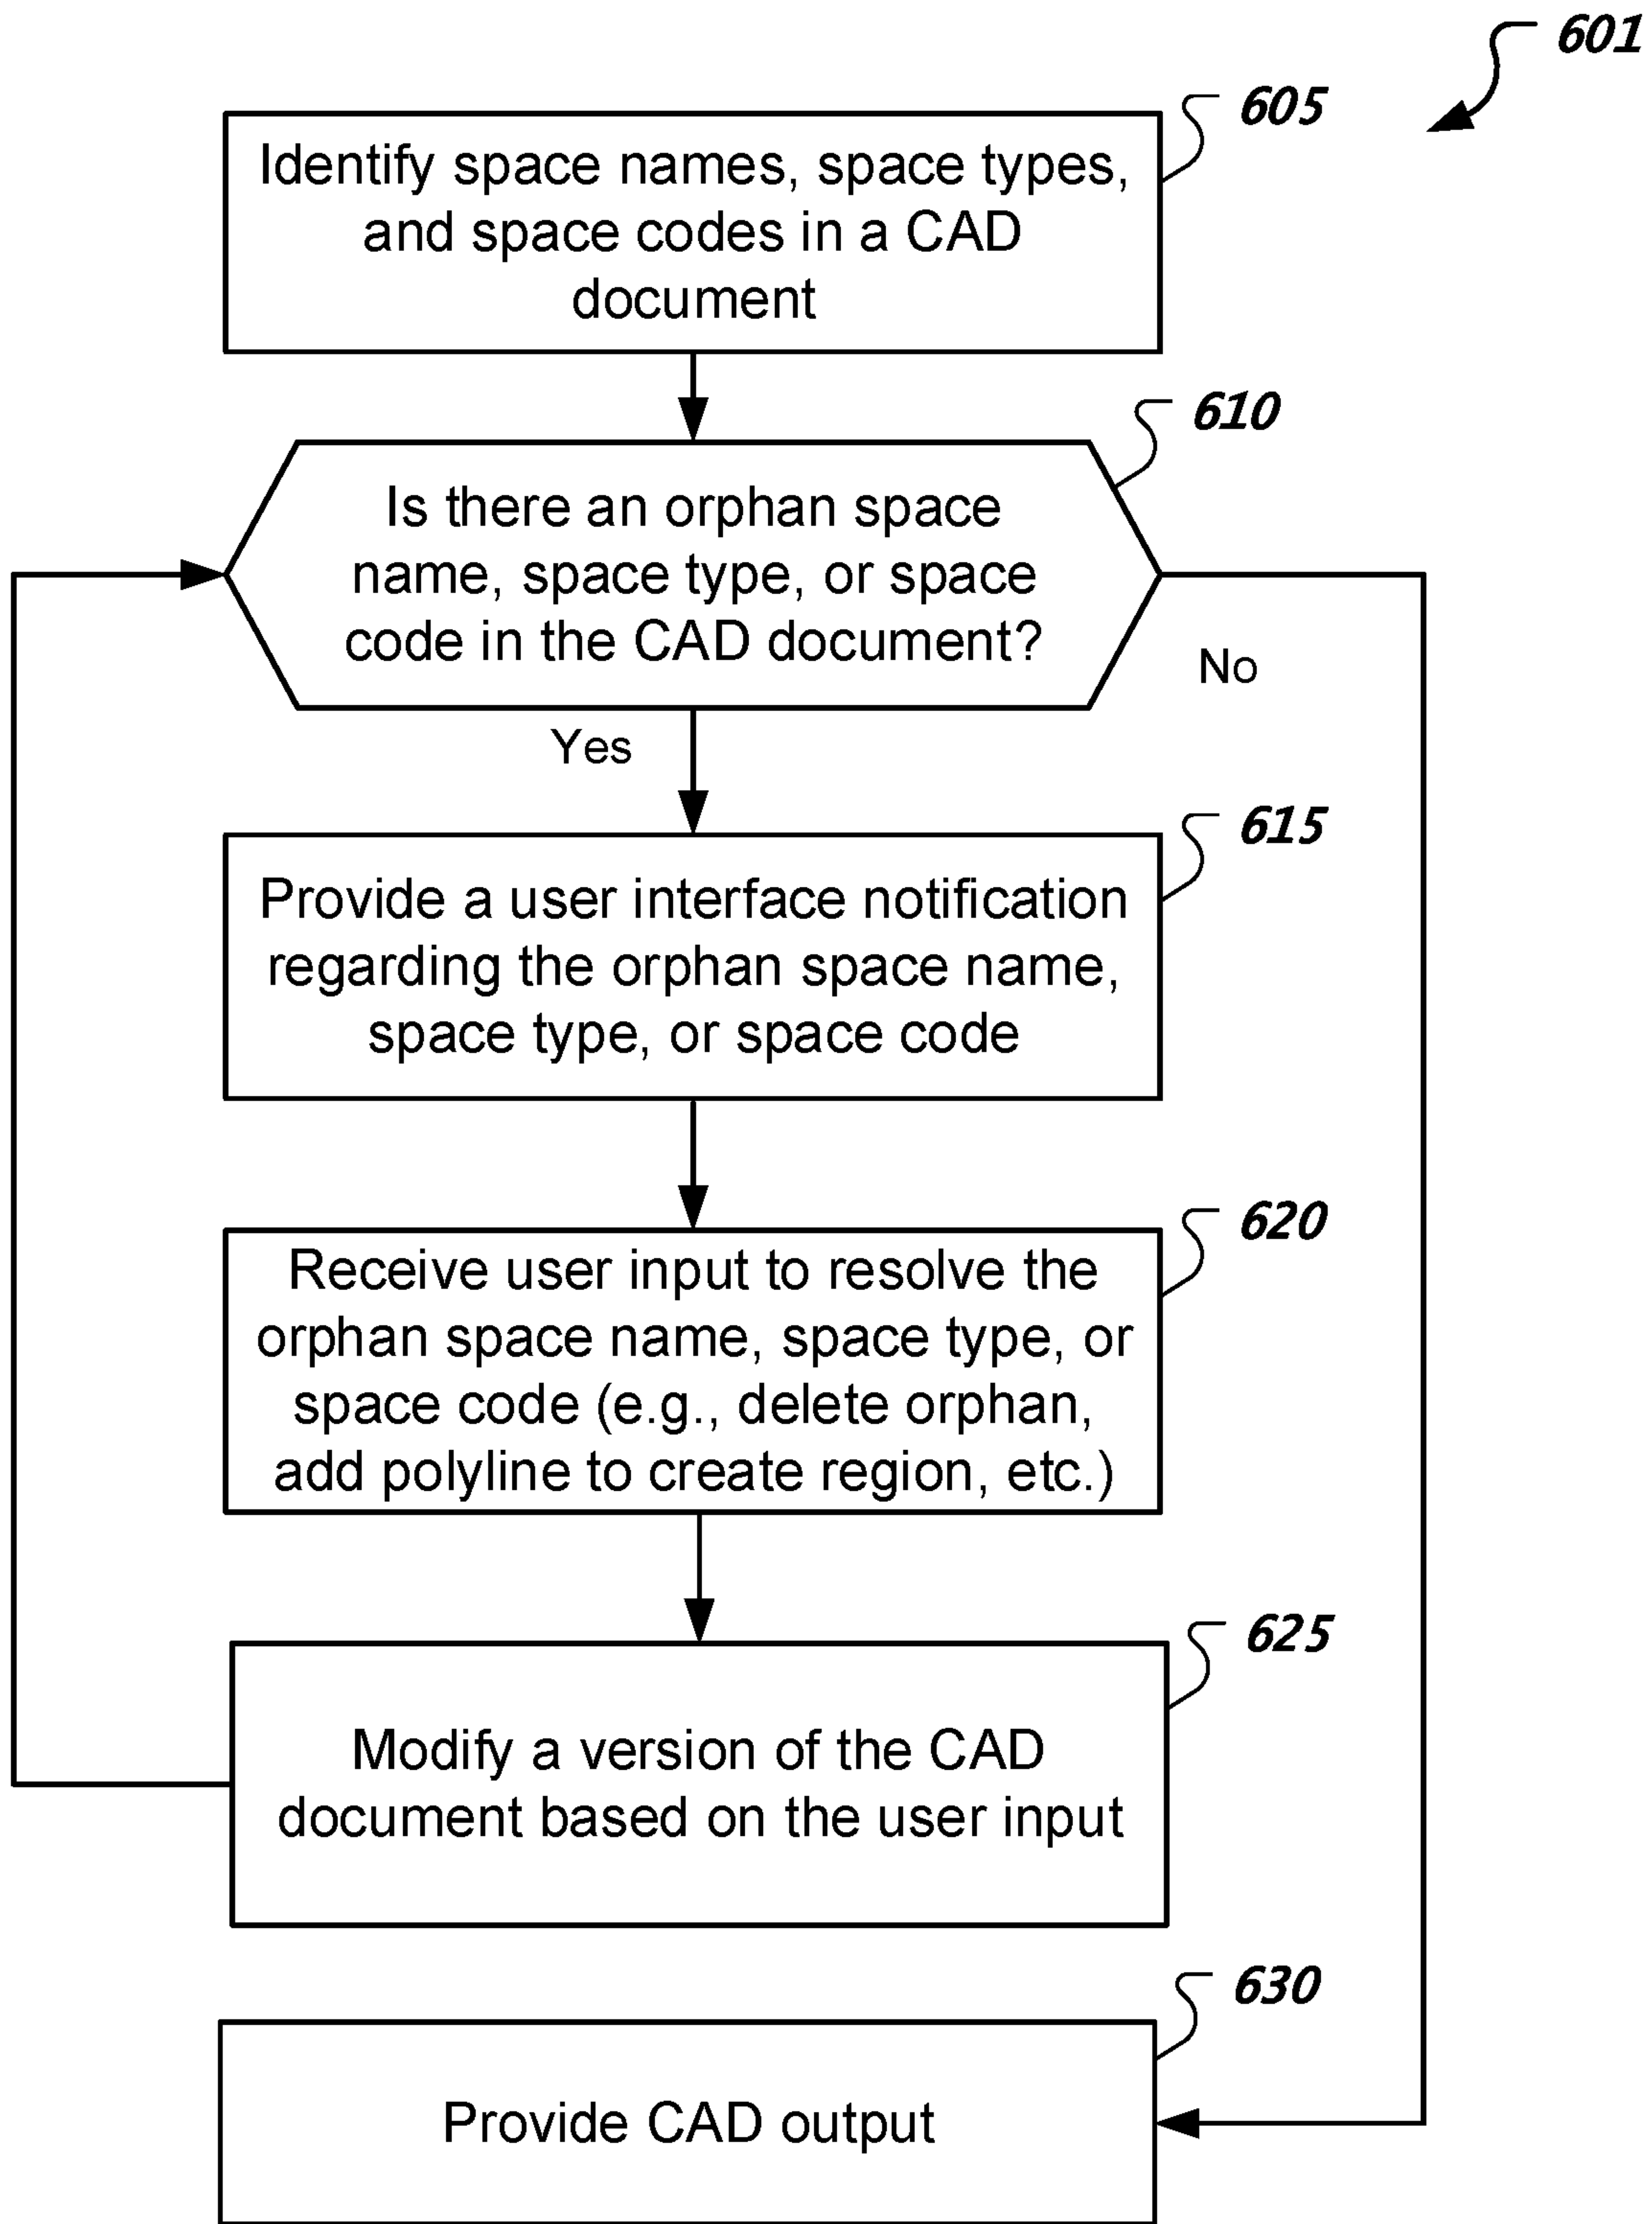 601
605
Identify space names, space types,
and space codes in a CAD
document
610
Is there an orphan space
name, space type, or space
code in the CAD document?
No
Yes
615
Provide a user interface notification
regarding the orphan space name,
space type, or space code
620
Receive user input to resolve the
orphan space name, space type, or
space code (e.g., delete orphan,
add polyline to create region, etc.)
625
Modify a version of the CAD
document based on the user input
630
Provide CAD output